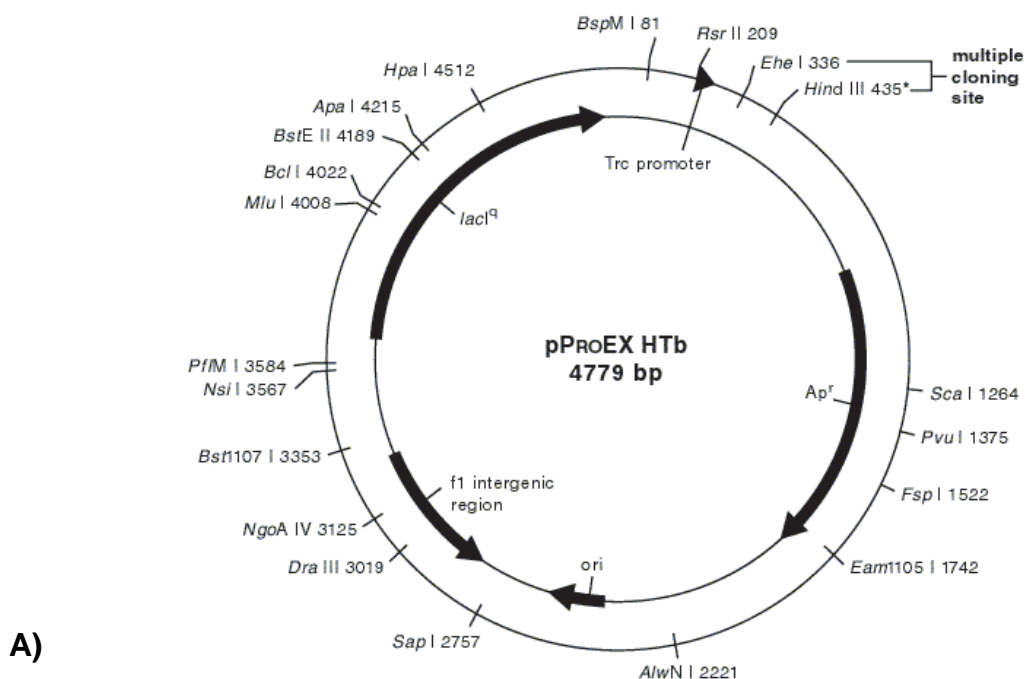 BspM I 81
Rsr II 209
Ehe I 336
Hind III 435*
multiple
cloning
site
Hpa I 4512
Apa I 4215
BstE II 4189
Bcl I 4022
Mlu I 4008
Trc promoter
lacIq
pPROEX HTb
4779 bp
PflM I 3584
Nsi I 3567
Apr
Sca I 1264
Pvu I 1375
Bst1107 I 3353
f1 intergenic
region
Fsp I 1522
NgoA IV 3125
Dra III 3019
ori
Eam1105 I 1742
Sap I 2757
A)
AlwN I 2221